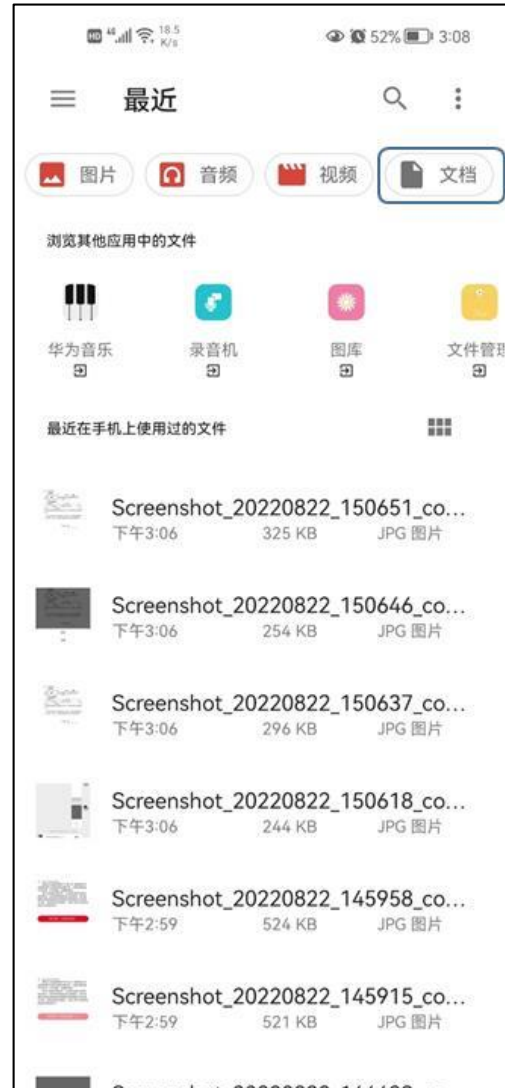 HD 4G 18.5 K/s 52% 3:08
最近
图片 音频 视频 文档
浏览其他应用中的文件
华为音乐 录音机 图库 文件管理
最近在手机上使用过的文件
Screenshot_20220822_150651_co...
下午3:06 325 KB JPG 图片
Screenshot_20220822_150646_co...
下午3:06 254 KB JPG 图片
Screenshot_20220822_150637_co...
下午3:06 296 KB JPG 图片
Screenshot_20220822_150618_co...
下午3:06 244 KB JPG 图片
Screenshot_20220822_145958_co...
下午2:59 524 KB JPG 图片
Screenshot_20220822_145915_co...
下午2:59 521 KB JPG 图片